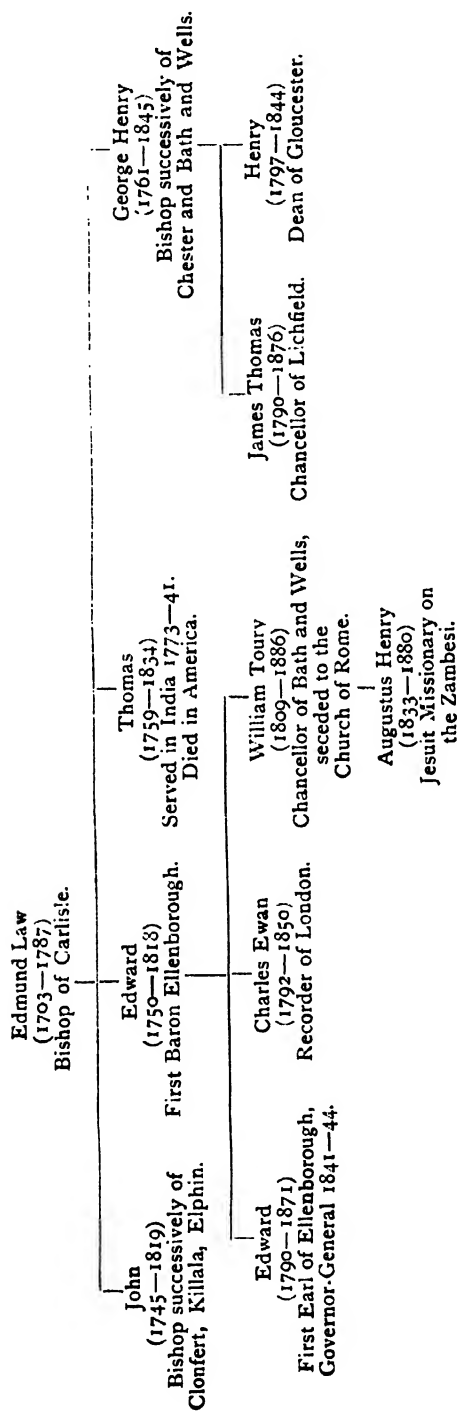 Edmund Law
(1703—1787)
Bishop of Carlisle.
John
(1745—1819)
Bishop successively of
Clonfert, Killala, Elphin.
Edward
(1750—1818)
First Baron Ellenborough.
Thomas
(1759—1834)
Served in India 1773—41.
Died in America.
George Henry
(1761—1845)
Bishop successively of
Chester and Bath and Wells.
Edward
(1790—1871)
First Earl of Ellenborough,
Governor-General 1841—44.
Charles Ewan
(1792—1850)
Recorder of London.
William Toury
(1809—1886)
Chancellor of Bath and Wells,
seceded to the
Church of Rome.
James Thomas
(1790—1876)
Chancellor of Lichfield.
Henry
(1797—1844)
Dean of Gloucester.
Augustus Henry
(1833—1880)
Jesuit Missionary on
the Zambesi.